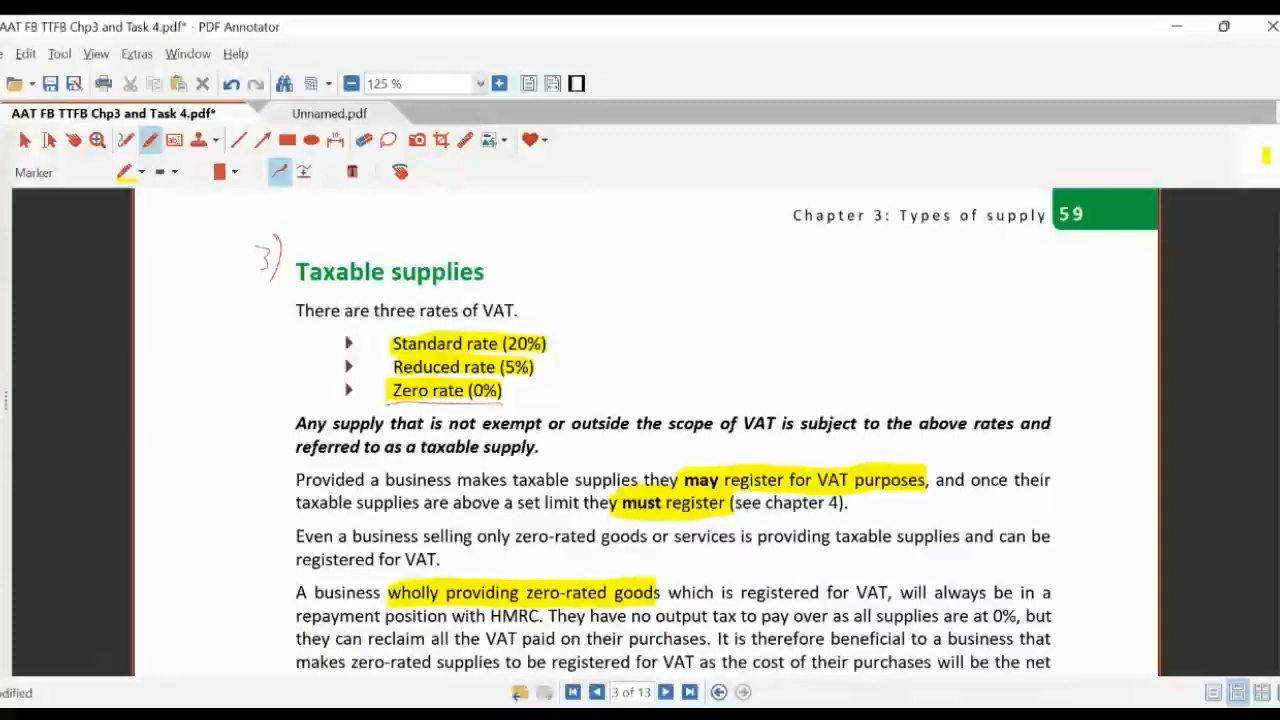 AAT FB TTFB Chp3 and Task 4.pdf* - PDF Annotator
Edit Tool View Extras Window Help
125 %
AAT FB TTFB Chp3 and Task 4.pdf* Unnamed.pdf
Marker
Chapter 3: Types of supply 59
3)
Taxable supplies
There are three rates of VAT.
Standard rate (20%)
Reduced rate (5%)
Zero rate (0%)
Any supply that is not exempt or outside the scope of VAT is subject to the above rates and
referred to as a taxable supply.
Provided a business makes taxable supplies they may register for VAT purposes, and once their
taxable supplies are above a set limit they must register (see chapter 4).
Even a business selling only zero-rated goods or services is providing taxable supplies and can be
registered for VAT.
A business wholly providing zero-rated goods which is registered for VAT, will always be in a
repayment position with HMRC. They have no output tax to pay over as all supplies are at 0%, but
they can reclaim all the VAT paid on their purchases. It is therefore beneficial to a business that
makes zero-rated supplies to be registered for VAT as the cost of their purchases will be the net
odified 3 of 13